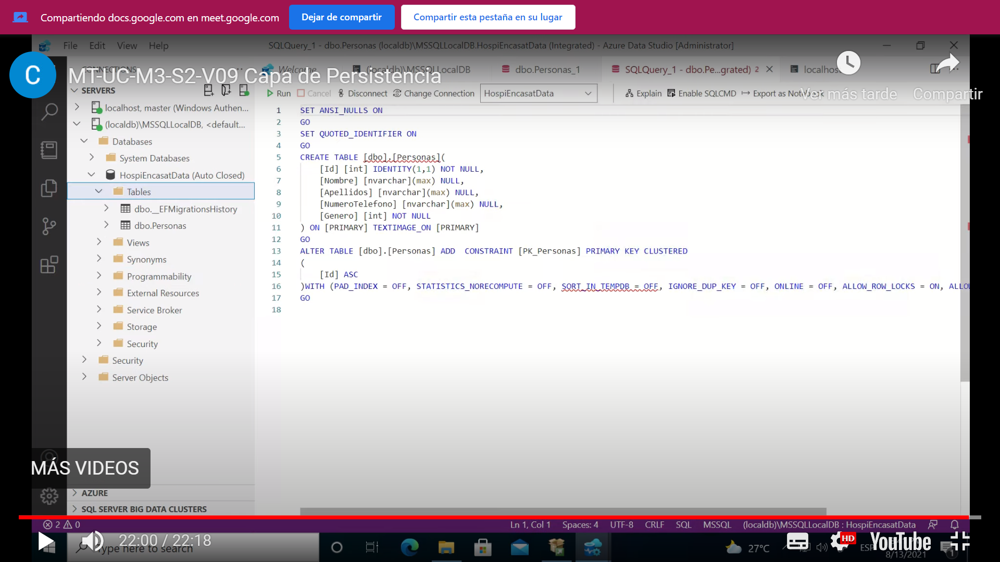 Compartiendo docs.google.com en meet.google.com
Dejar de compartir
Compartir esta pestaña en su lugar
File Edit View Help
SQLQuery_1 - dbo.Personas (localdb)\MSSQLLocalDB.HospiEncasatData (Integrated) - Azure Data Studio [Administrator]
C
MT-UC-M3-S2-V09 Capa de Persistencia
CONNECTIONS
Welcome
(localdb)\MSSQLLocalDB
dbo.Personas_1
SQLQuery_1 - dbo.Pe...grated) 2
localhos
Ver más tarde
Compartir
SERVERS
Run Cancel Disconnect Change Connection HospiEncasatData Explain Enable SQLCMD Export as Notebook
localhost, master (Windows Authen...
(localdb)\MSSQLLocalDB, <default...
Databases
System Databases
HospiEncasatData (Auto Closed)
Tables
dbo.__EFMigrationsHistory
dbo.Personas
Views
Synonyms
Programmability
External Resources
Service Broker
Storage
Security
Security
Server Objects
AZURE
SQL SERVER BIG DATA CLUSTERS
1 SET ANSI_NULLS ON
2 GO
3 SET QUOTED_IDENTIFIER ON
4 GO
5 CREATE TABLE [dbo].[Personas](
6 [Id] [int] IDENTITY(1,1) NOT NULL,
7 [Nombre] [nvarchar](max) NULL,
8 [Apellidos] [nvarchar](max) NULL,
9 [NumeroTelefono] [nvarchar](max) NULL,
10 [Genero] [int] NOT NULL
11 ) ON [PRIMARY] TEXTIMAGE_ON [PRIMARY]
12 GO
13 ALTER TABLE [dbo].[Personas] ADD  CONSTRAINT [PK_Personas] PRIMARY KEY CLUSTERED
14 (
15 [Id] ASC
16 )WITH (PAD_INDEX = OFF, STATISTICS_NORECOMPUTE = OFF, SORT_IN_TEMPDB = OFF, IGNORE_DUP_KEY = OFF, ONLINE = OFF, ALLOW_ROW_LOCKS = ON, ALLO
17 GO
18
MÁS VIDEOS
2 0
Ln 1, Col 1 Spaces: 4 UTF-8 CRLF SQL MSSQL (localdb)\MSSQLLocalDB : HospiEncasatData
22:00 / 22:18
Type here to search
27°C
ESP
HD
YouTube
8/13/2021
1